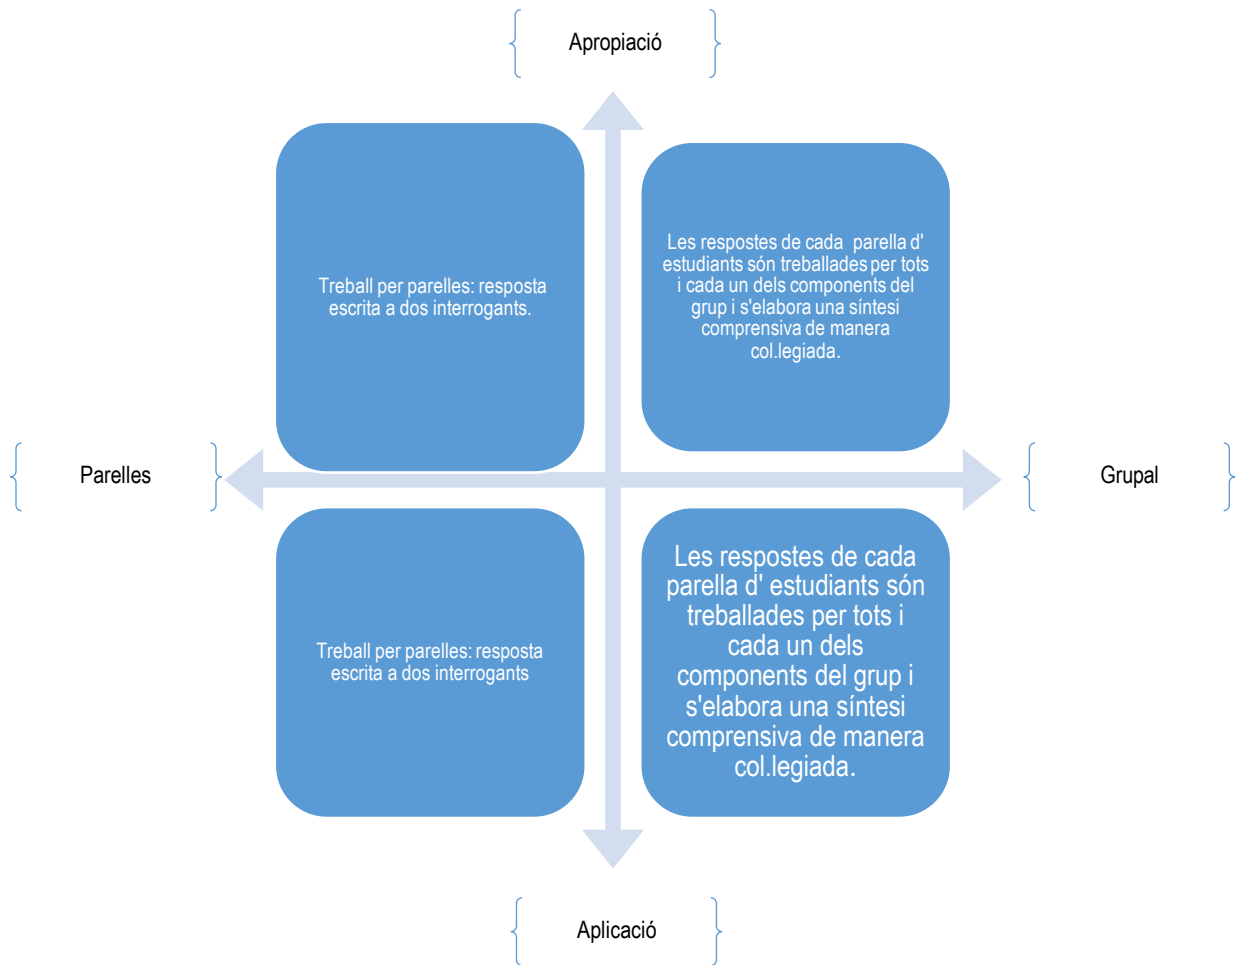 Apropiació
Treball per parelles: resposta
escrita a dos interrogants.
Les respostes de cada parella d'
estudiants són treballades per tots
i cada un dels components del
grup i s'elabora una síntesi
comprensiva de manera
col.legiada.
Parelles
Grupal
Treball per parelles: resposta
escrita a dos interrogants
Les respostes de cada
parella d' estudiants són
treballades per tots i
cada un dels
components del grup i
s'elabora una síntesi
comprensiva de manera
col.legiada.
Aplicació